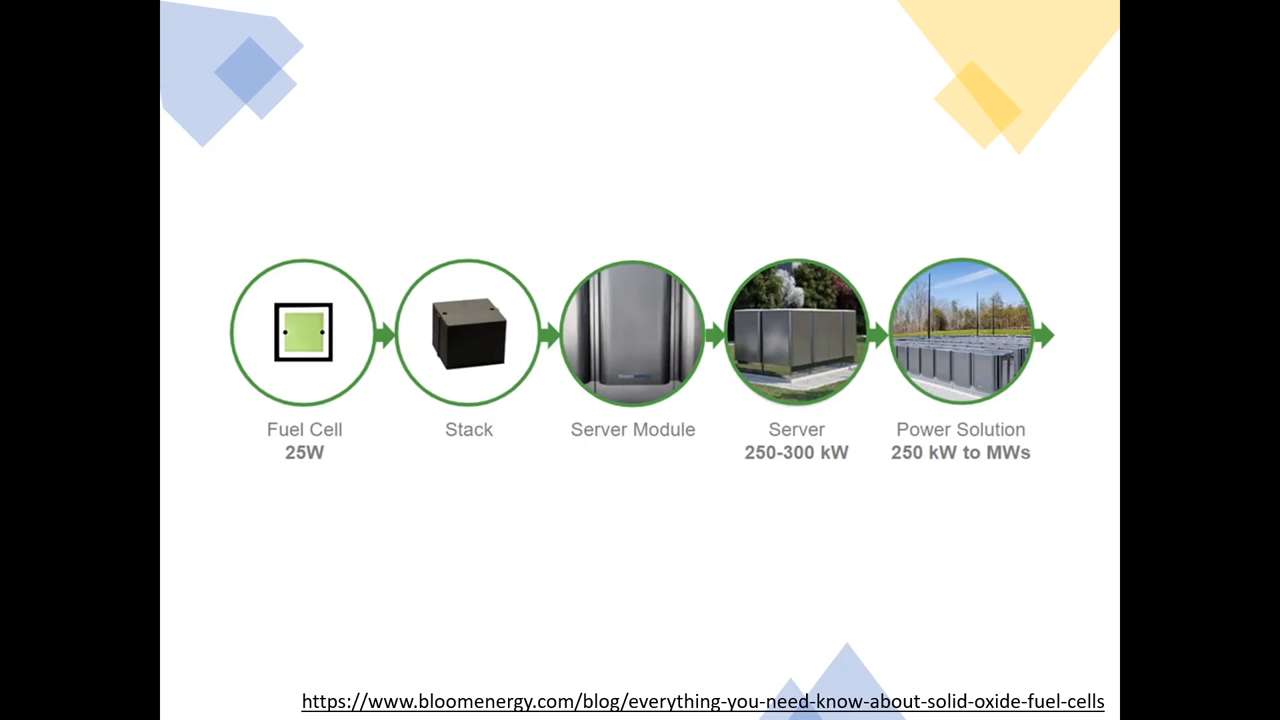 Fuel Cell
25W
Stack
Server Module
Server
250-300 kW
Power Solution
250 kW to MWs
https://www.bloomenergy.com/blog/everything-you-need-know-about-solid-oxide-fuel-cells